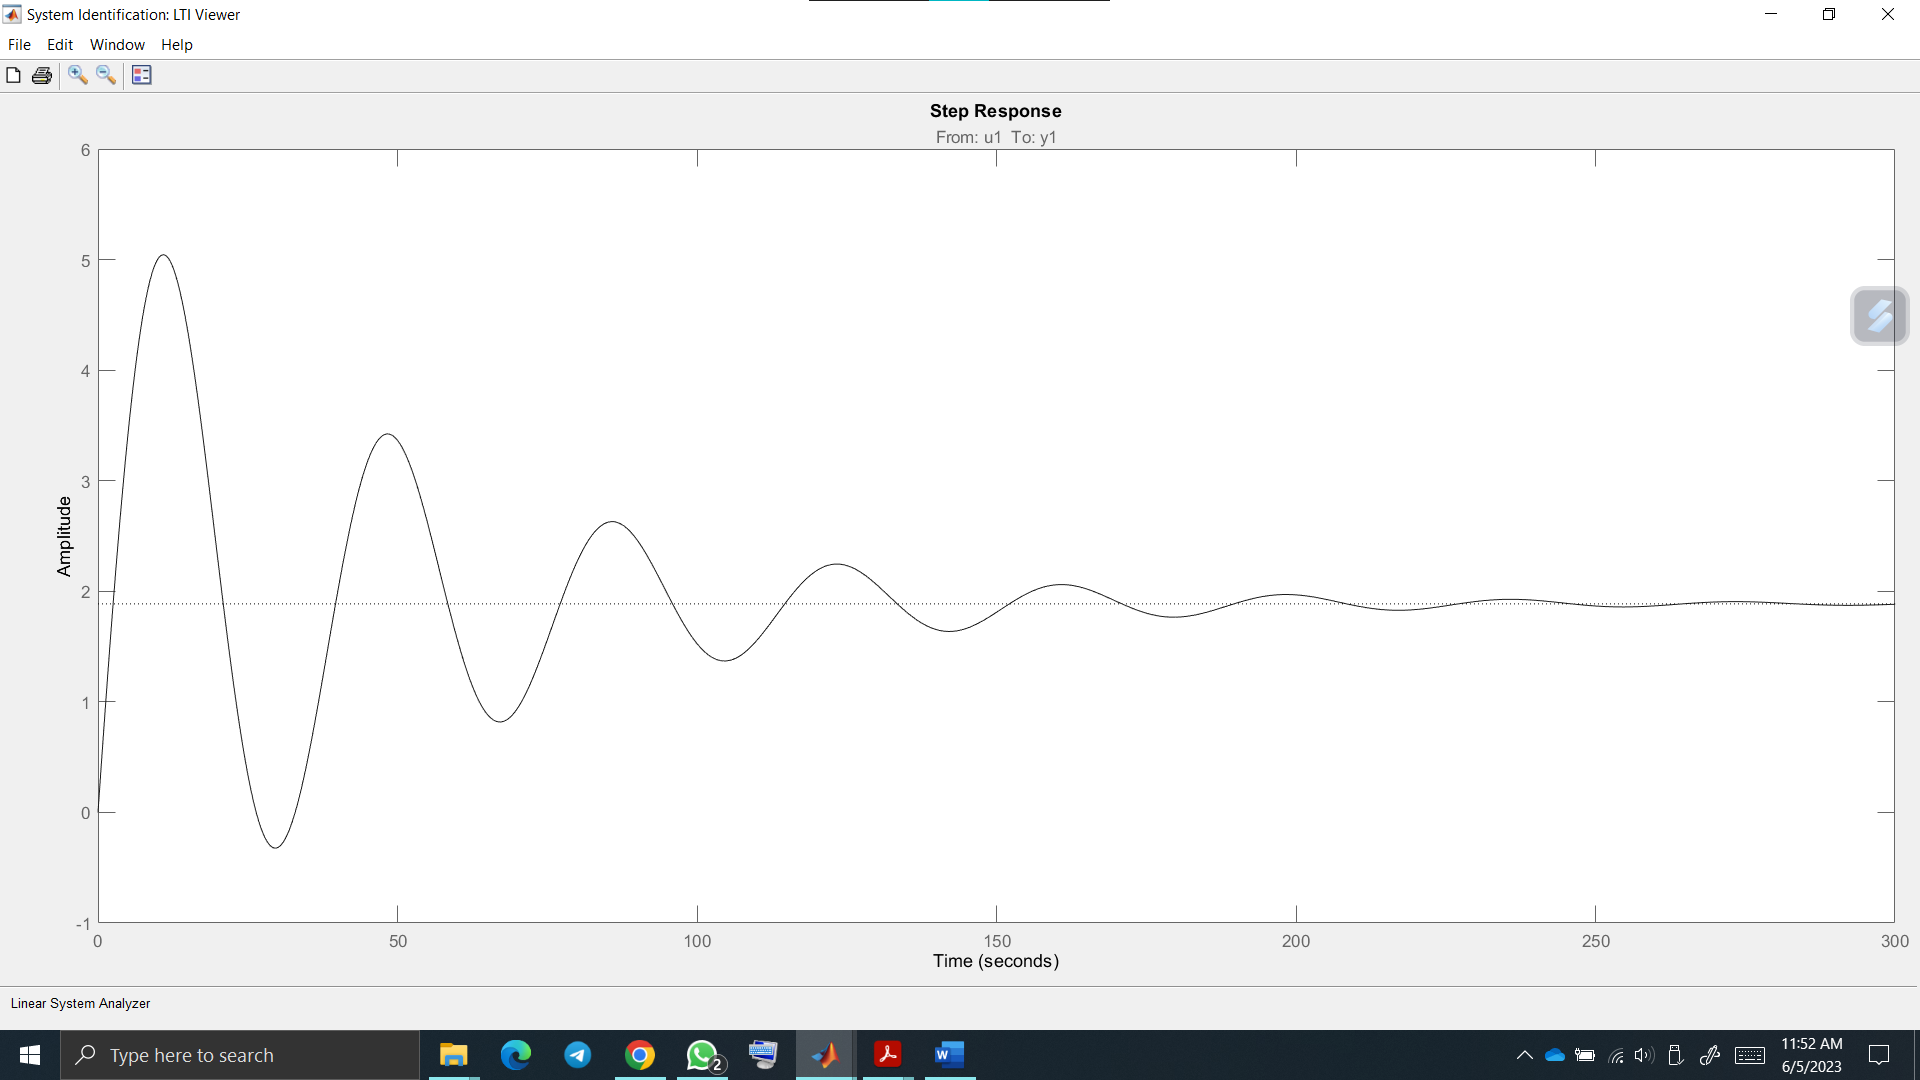 System Identification: LTI Viewer
File Edit Window Help
Step Response
From: u1 To: y1
6
5
4
3
2
1
0
-1
Amplitude
0 50 100 150 200 250 300
Time (seconds)
Linear System Analyzer
Type here to search
2
W
11:52 AM
6/5/2023